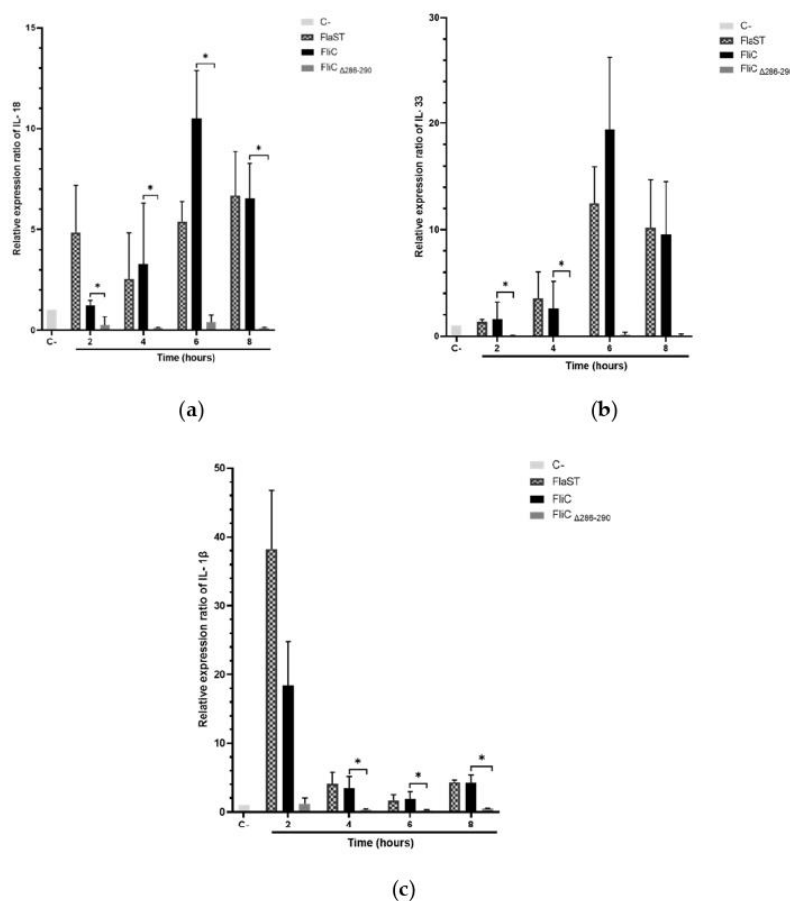 Relative expression ratio of IL- 18
15
10
5
0
C-
FlaST
FliC
FliC Δ286-290
*
*
*
*
C-
2
4
6
8
Time (hours)
(a)
Relative expression ratio of IL- 33
30
20
10
0
C-
FlaST
FliC
FliC Δ286-290
*
*
C-
2
4
6
8
Time (hours)
(b)
Relative expression ratio of IL- 1β
50
40
30
20
10
0
C-
FlaST
FliC
FliC Δ286-290
*
*
*
C-
2
4
6
8
Time (hours)
(c)